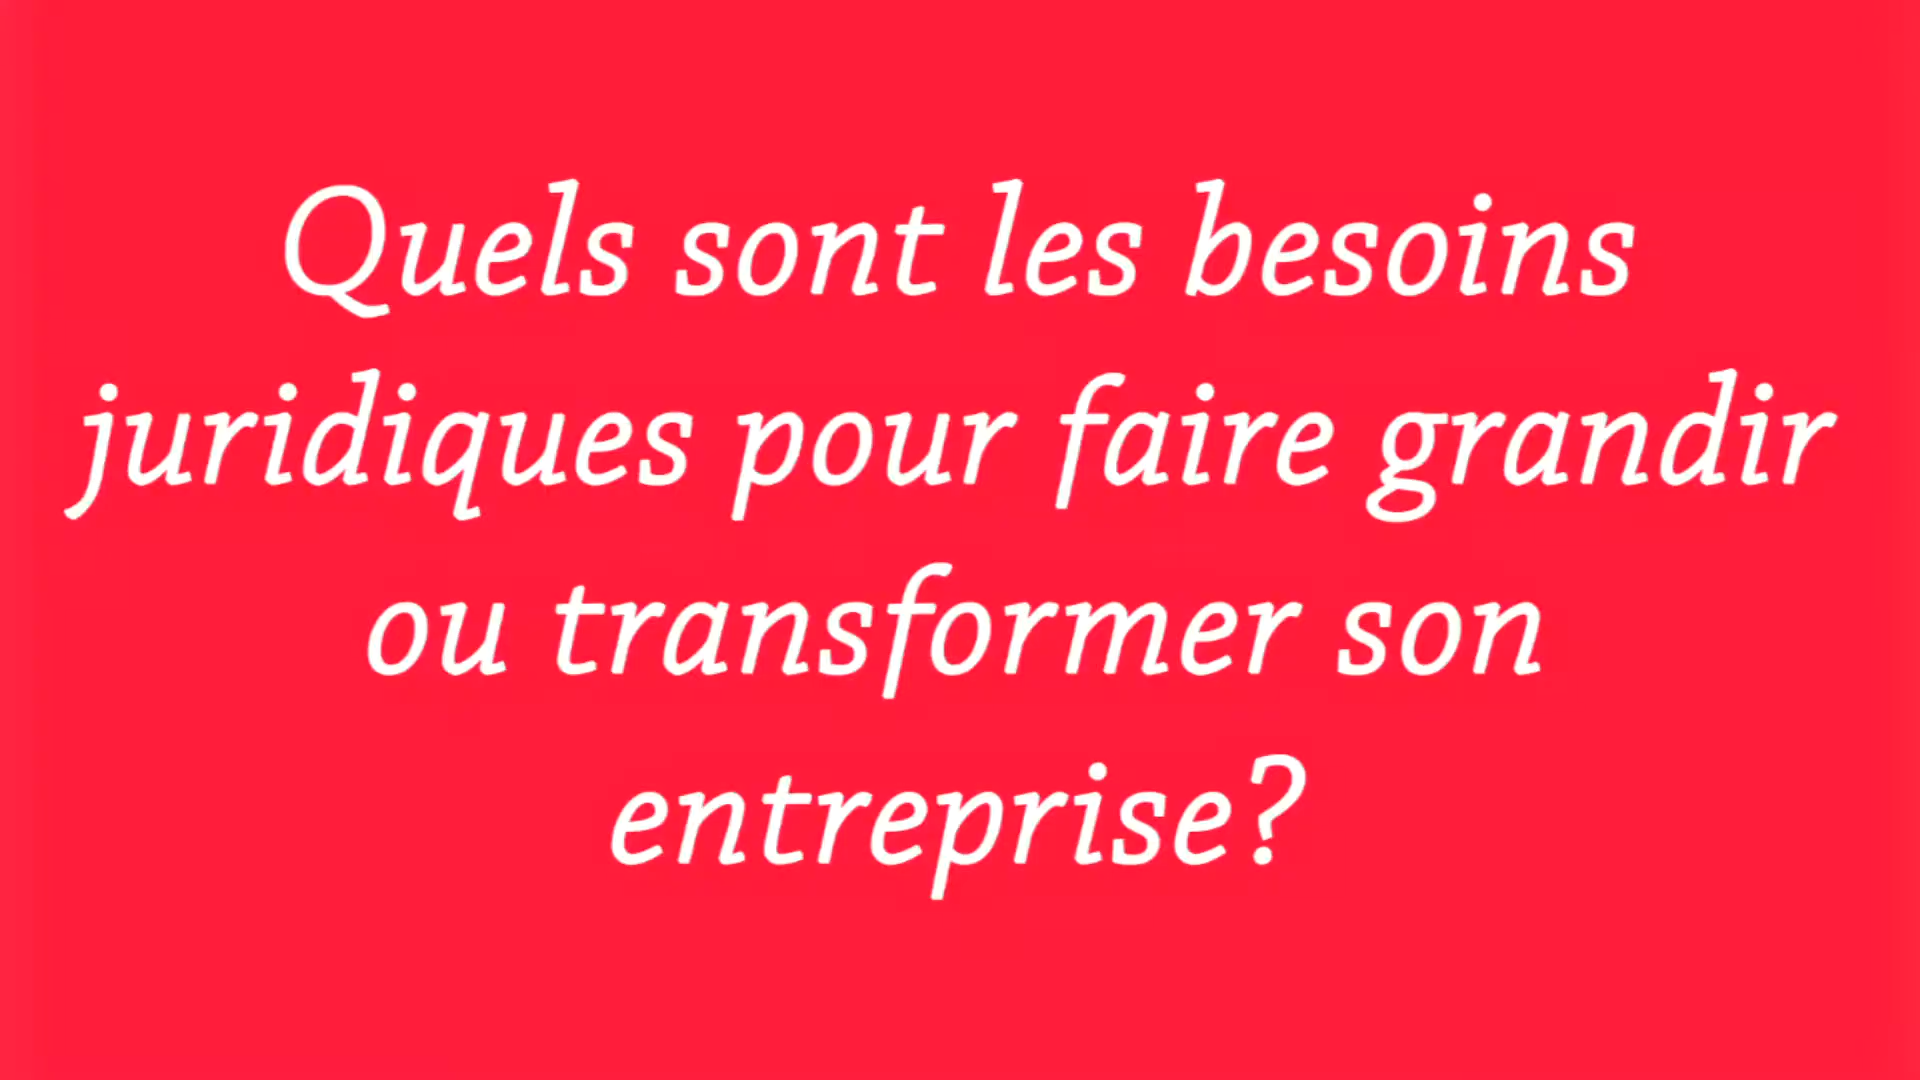 Quels sont les besoins
juridiques pour faire grandir
ou transformer son
entreprise?